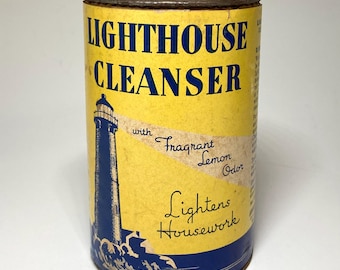 LIGHTHOUSE
CLEANSER
with Fragrant
Lemon
Odor
Lightens
Housework